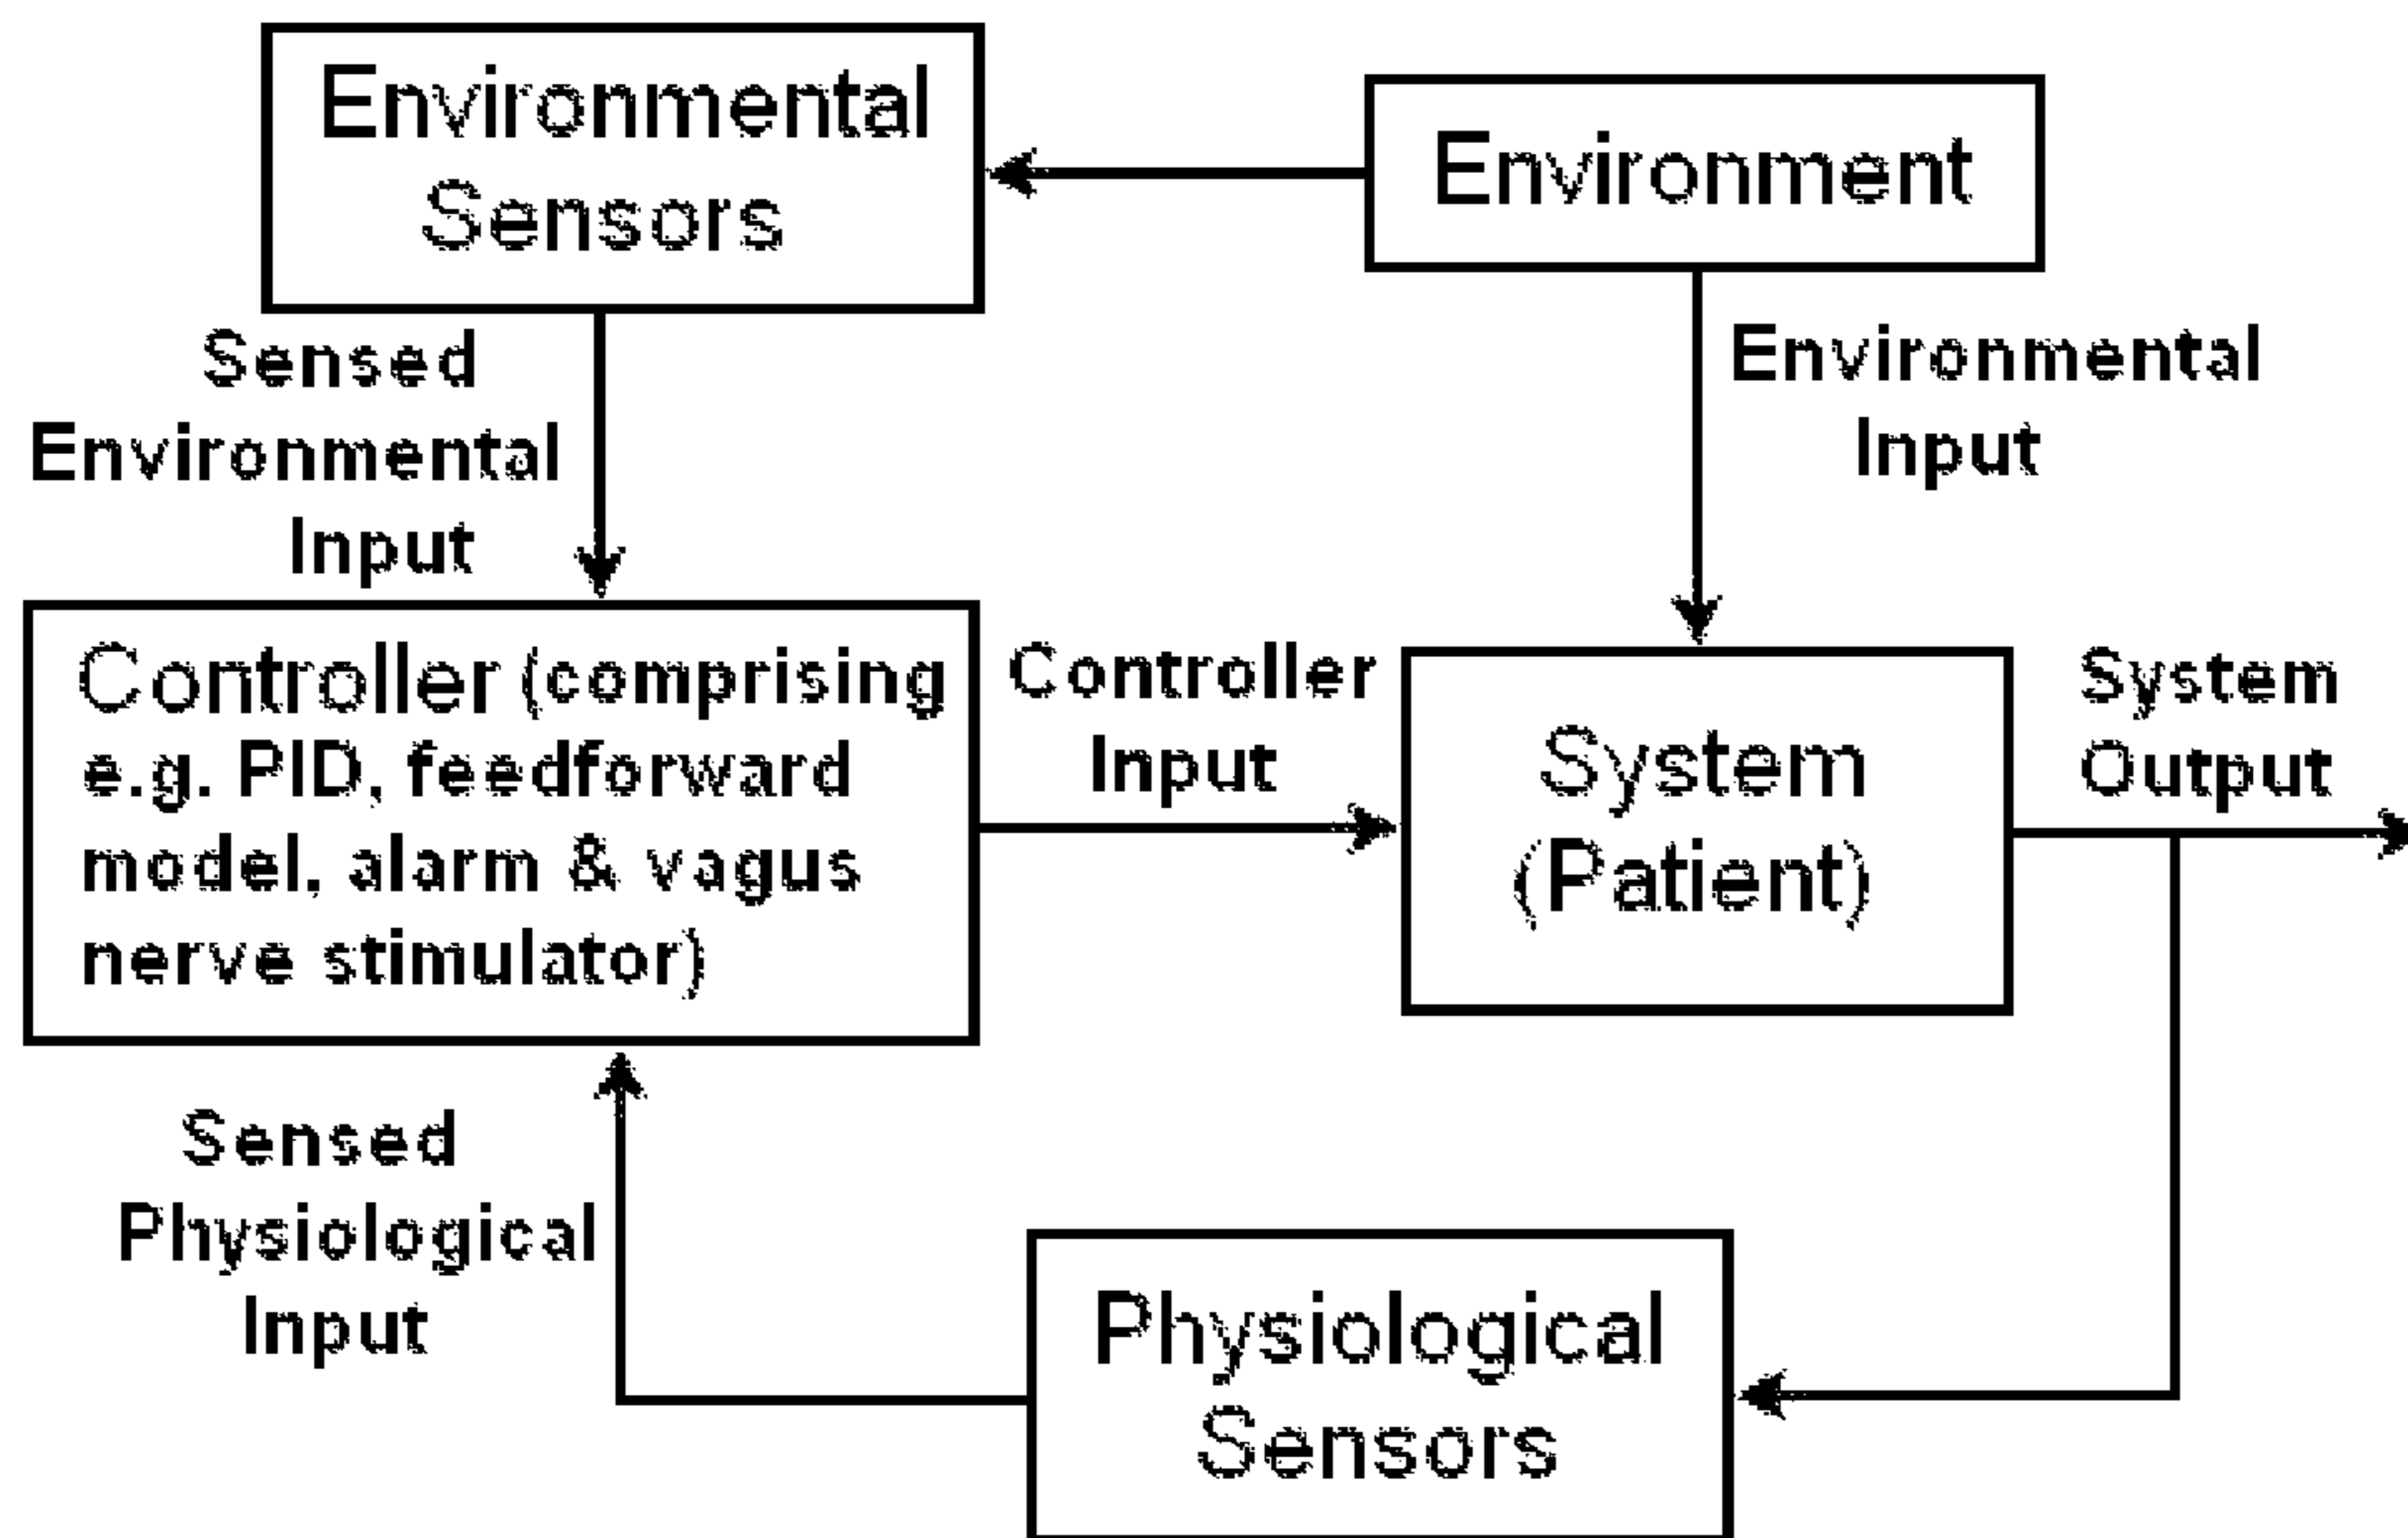 Environmental
Sensors
Environment
Sensed
Environmental
Input
Environmental
Input
Controller (comprising
e.g. PID, feedforward
model, alarm & vagus
nerve stimulator)
Controller
Input
System
(Patient)
System
Output
Sensed
Physiological
Input
Physiological
Sensors